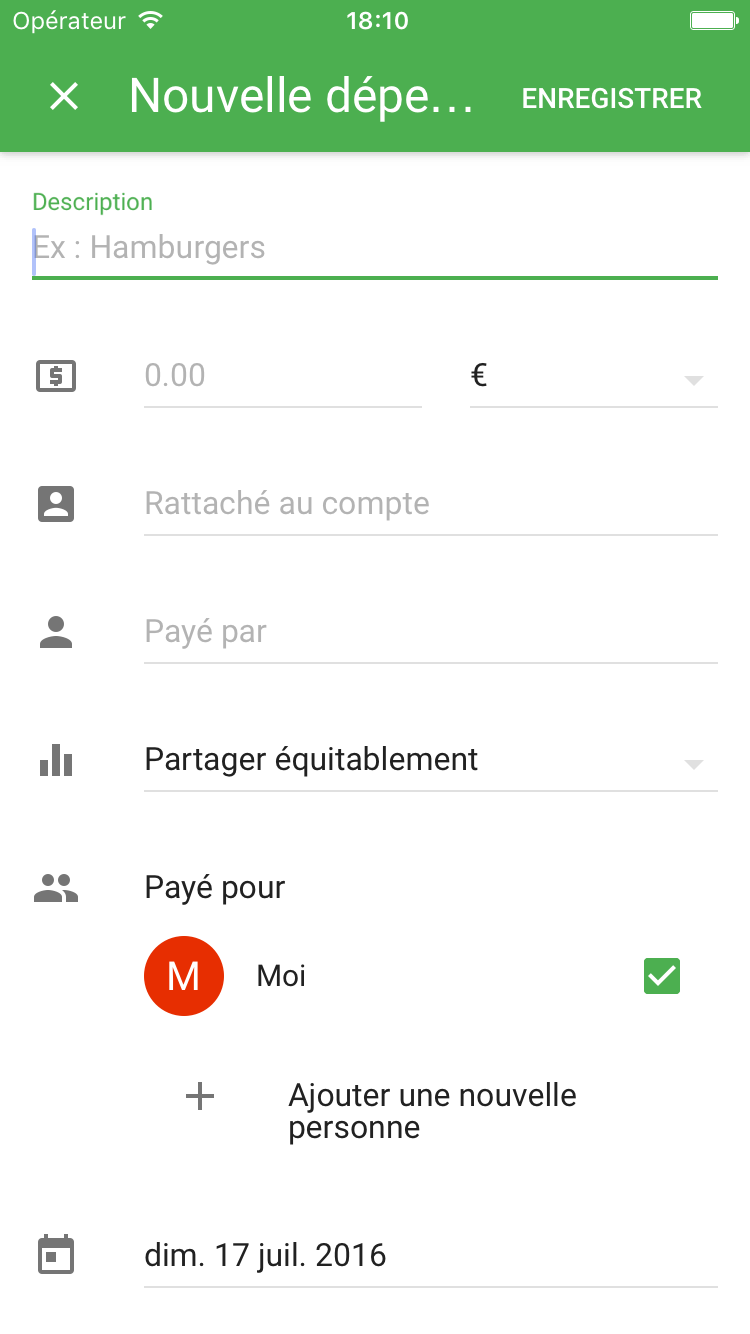 Opérateur 18:10
Nouvelle dépe... ENREGISTRER
Description
Ex : Hamburgers
0.00 €
Rattaché au compte
Payé par
Partager équitablement
Payé pour
M Moi
Ajouter une nouvelle
personne
dim. 17 juil. 2016